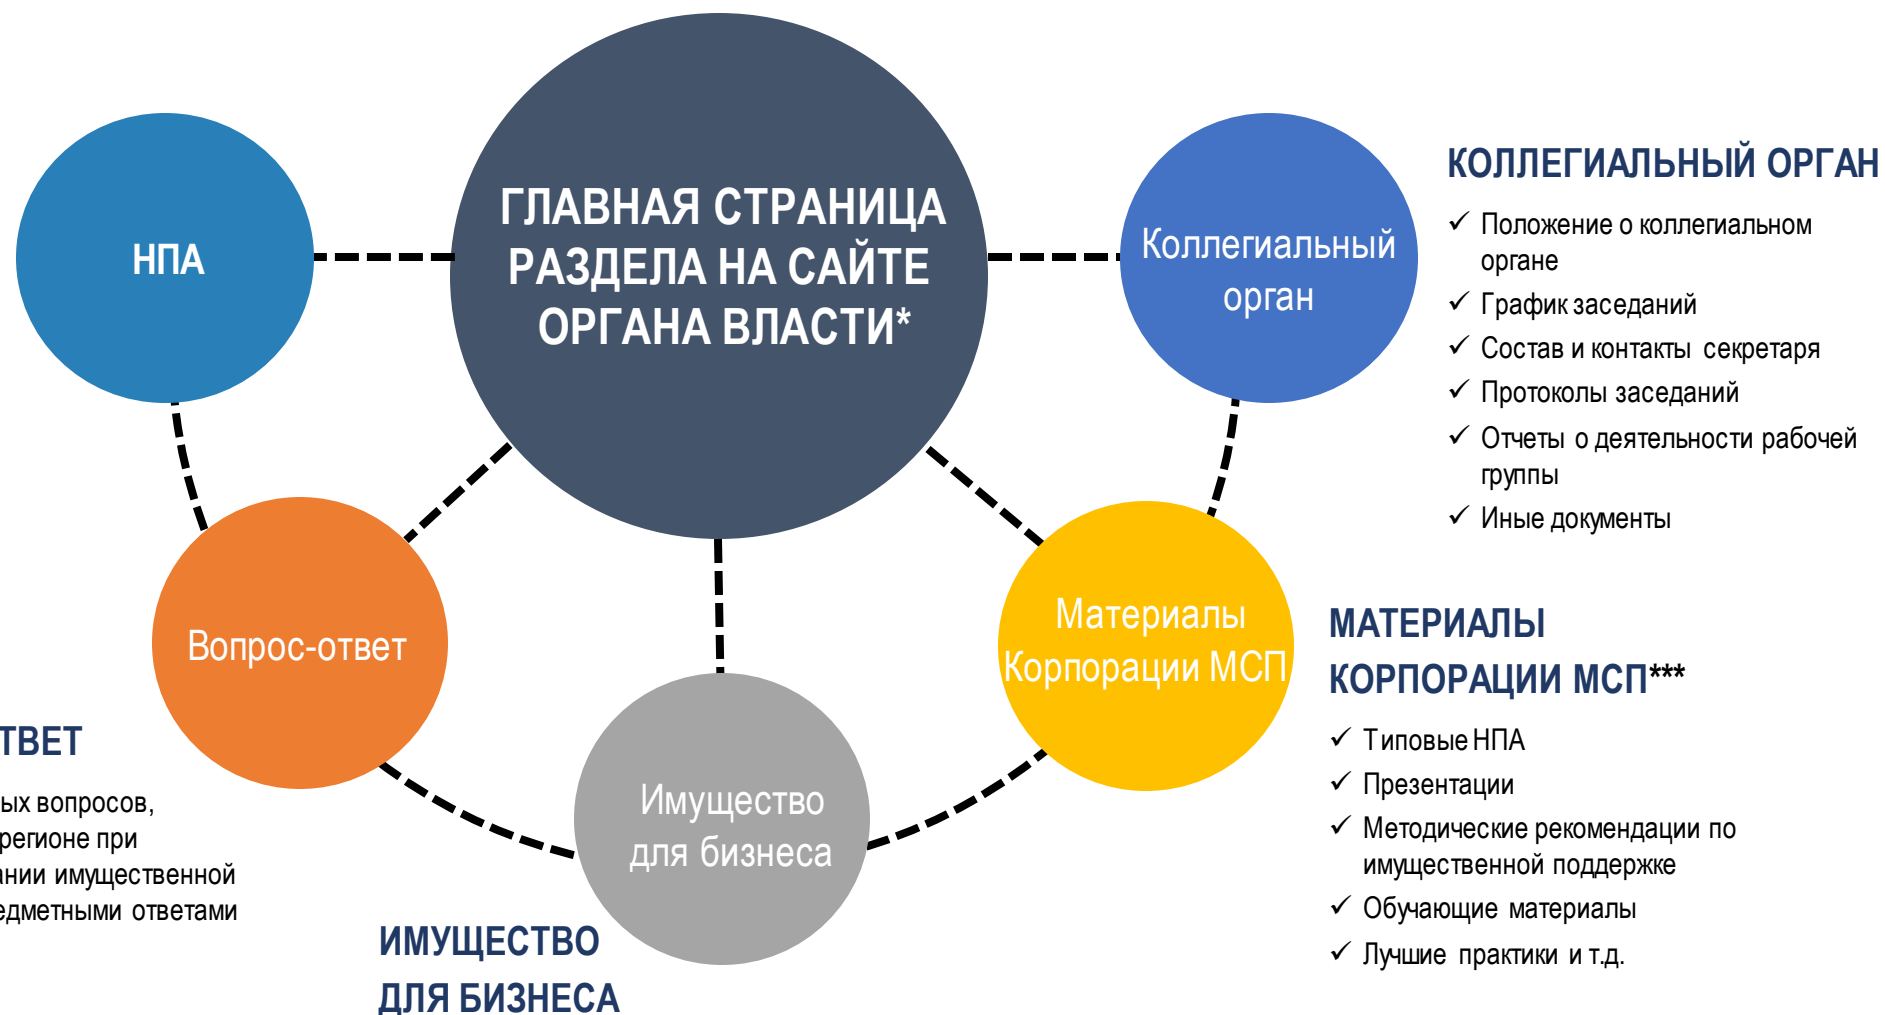 ГЛАВНАЯ СТРАНИЦА
РАЗДЕЛА НА САЙТЕ
ОРГАНА ВЛАСТИ*
НПА
Коллегиальный
орган
КОЛЛЕГИАЛЬНЫЙ ОРГАН
✓ Положение о коллегиальном
органе
✓ График заседаний
✓ Состав и контакты секретаря
✓ Протоколы заседаний
✓ Отчеты о деятельности рабочей
группы
✓ Иные документы
Вопрос-ответ
Материалы
Корпорации МСП
МАТЕРИАЛЫ
КОРПОРАЦИИ МСП***
✓ Типовые НПА
✓ Презентации
✓ Методические рекомендации по
имущественной поддержке
✓ Обучающие материалы
✓ Лучшие практики и т.д.
ТВЕТ
ых вопросов,
регионе при
ании имущественной
едметными ответами
Имущество
для бизнеса
ИМУЩЕСТВО
ДЛЯ БИЗНЕСА